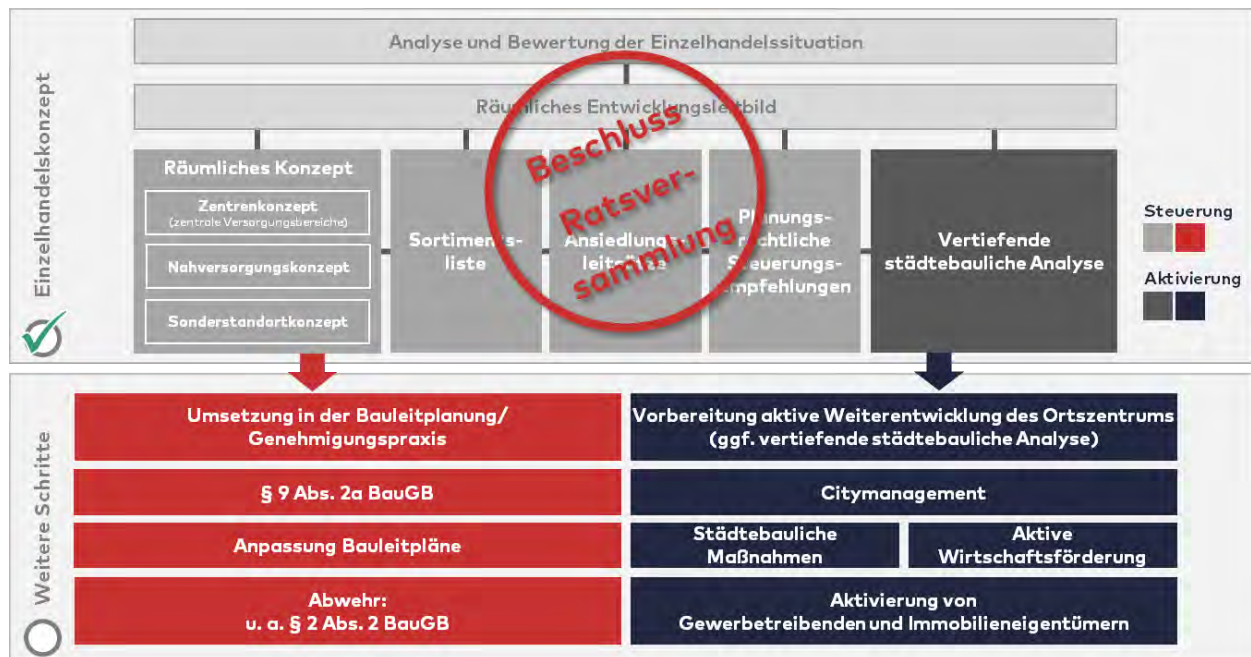 Einzelhandelskonzept
Analyse und Bewertung der Einzelhandelssituation
Räumliches Entwicklungsleitbild
Räumliches Konzept
Zentrenkonzept
(zentrale Versorgungsbereiche)
Nahversorgungskonzept
Sonderstandortkonzept
Sortiments-
liste
Ansiedlungs-
leitsätze
Planungs-
rechtliche
Steuerungs-
empfehlungen
Vertiefende
städtebauliche Analyse
Beschluss
Ratsver-
sammlung
Steuerung
Aktivierung
Weitere Schritte
Umsetzung in der Bauleitplanung/
Genehmigungspraxis
§ 9 Abs. 2a BauGB
Anpassung Bauleitpläne
Abwehr:
u. a. § 2 Abs. 2 BauGB
Vorbereitung aktive Weiterentwicklung des Ortszentrums
(ggf. vertiefende städtebauliche Analyse)
Citymanagement
Städtebauliche
Maßnahmen
Aktive
Wirtschaftsförderung
Aktivierung von
Gewerbetreibenden und Immobilieneigentümern